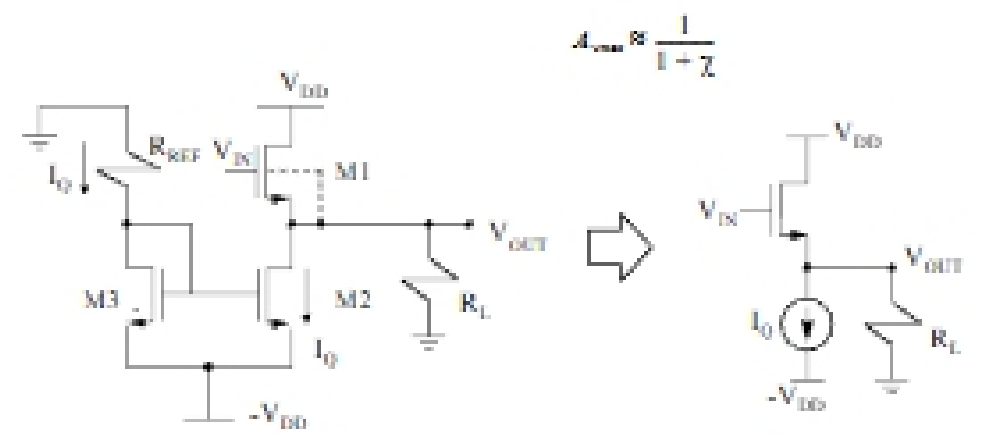 1
1 + χ
V_DD
R_REF
V_IN
M1
I_Q
V_OUT
M3
M2
R_L
I_Q
-V_DD
V_DD
V_IN
V_OUT
I_Q
R_L
-V_DD